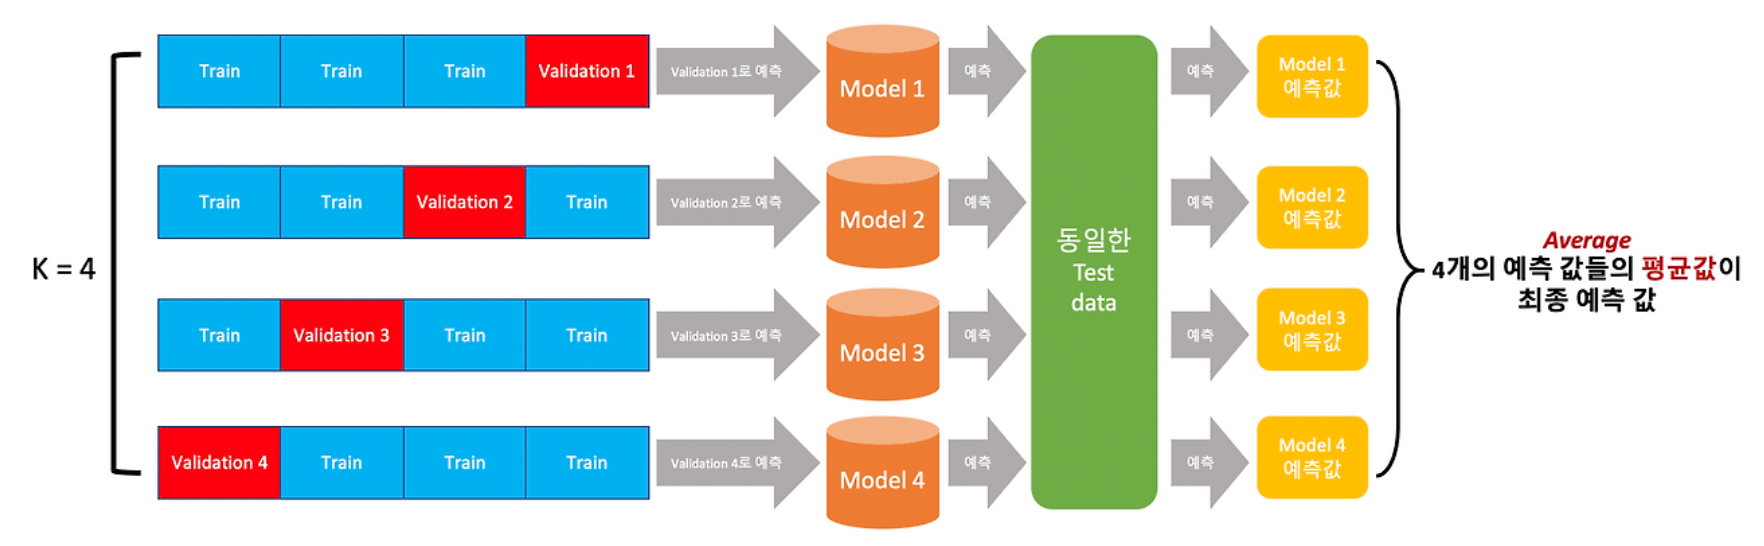 Train
Train
Train
Validation 1
Validation 1로 예측
Model 1
예측
예측
Model 1
예측값
Train
Train
Validation 2
Train
Validation 2로 예측
Model 2
예측
예측
Model 2
예측값
K = 4
동일한
Test
data
Average
4개의 예측 값들의 평균값이
최종 예측 값
Train
Validation 3
Train
Train
Validation 3로 예측
Model 3
예측
예측
Model 3
예측값
Validation 4
Train
Train
Train
Validation 4로 예측
Model 4
예측
예측
Model 4
예측값